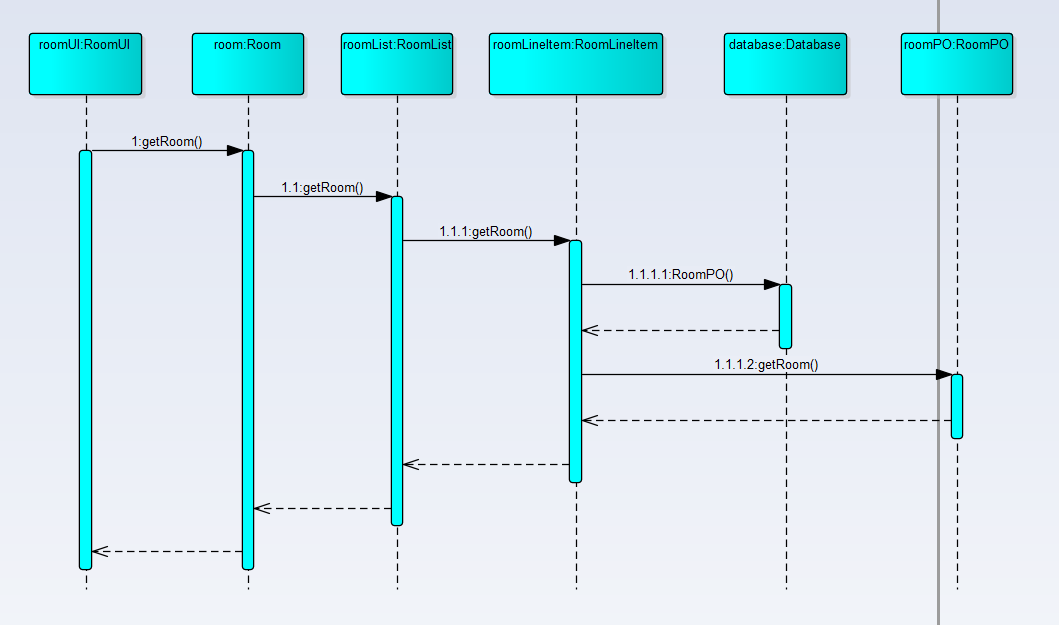 roomUI:RoomUI
room:Room
roomList:RoomList
roomLineItem:RoomLineItem
database:Database
roomPO:RoomPO
1:getRoom()
1.1:getRoom()
1.1.1:getRoom()
1.1.1.1:RoomPO()
1.1.1.2:getRoom()